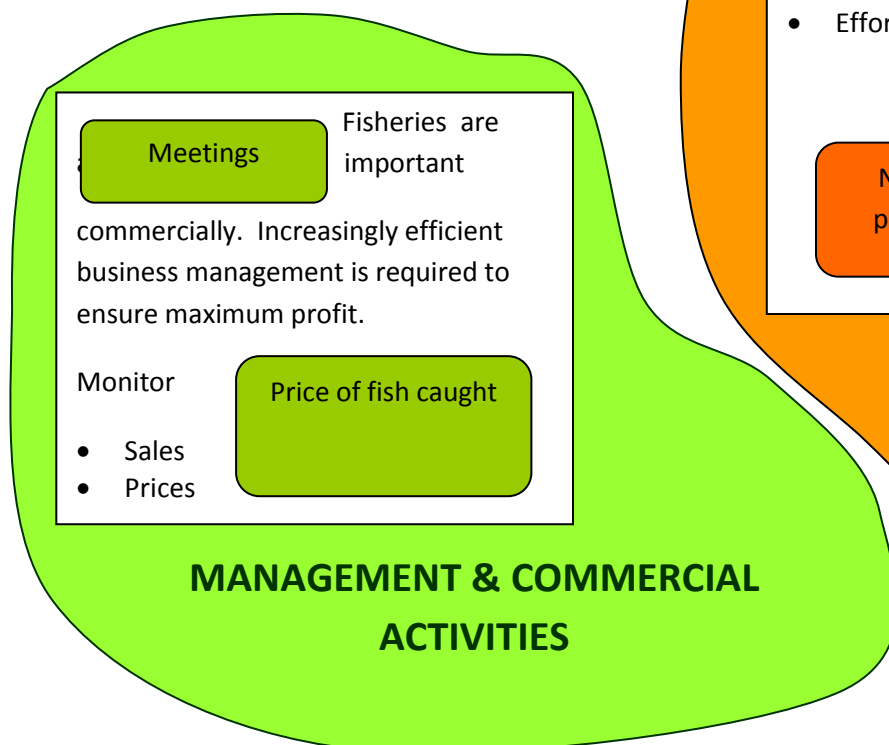 Fisheries are
Meetings
important
commercially. Increasingly efficient
business management is required to
ensure maximum profit.
Monitor
Price of fish caught
• Sales
• Prices
MANAGEMENT & COMMERCIAL
ACTIVITIES
•